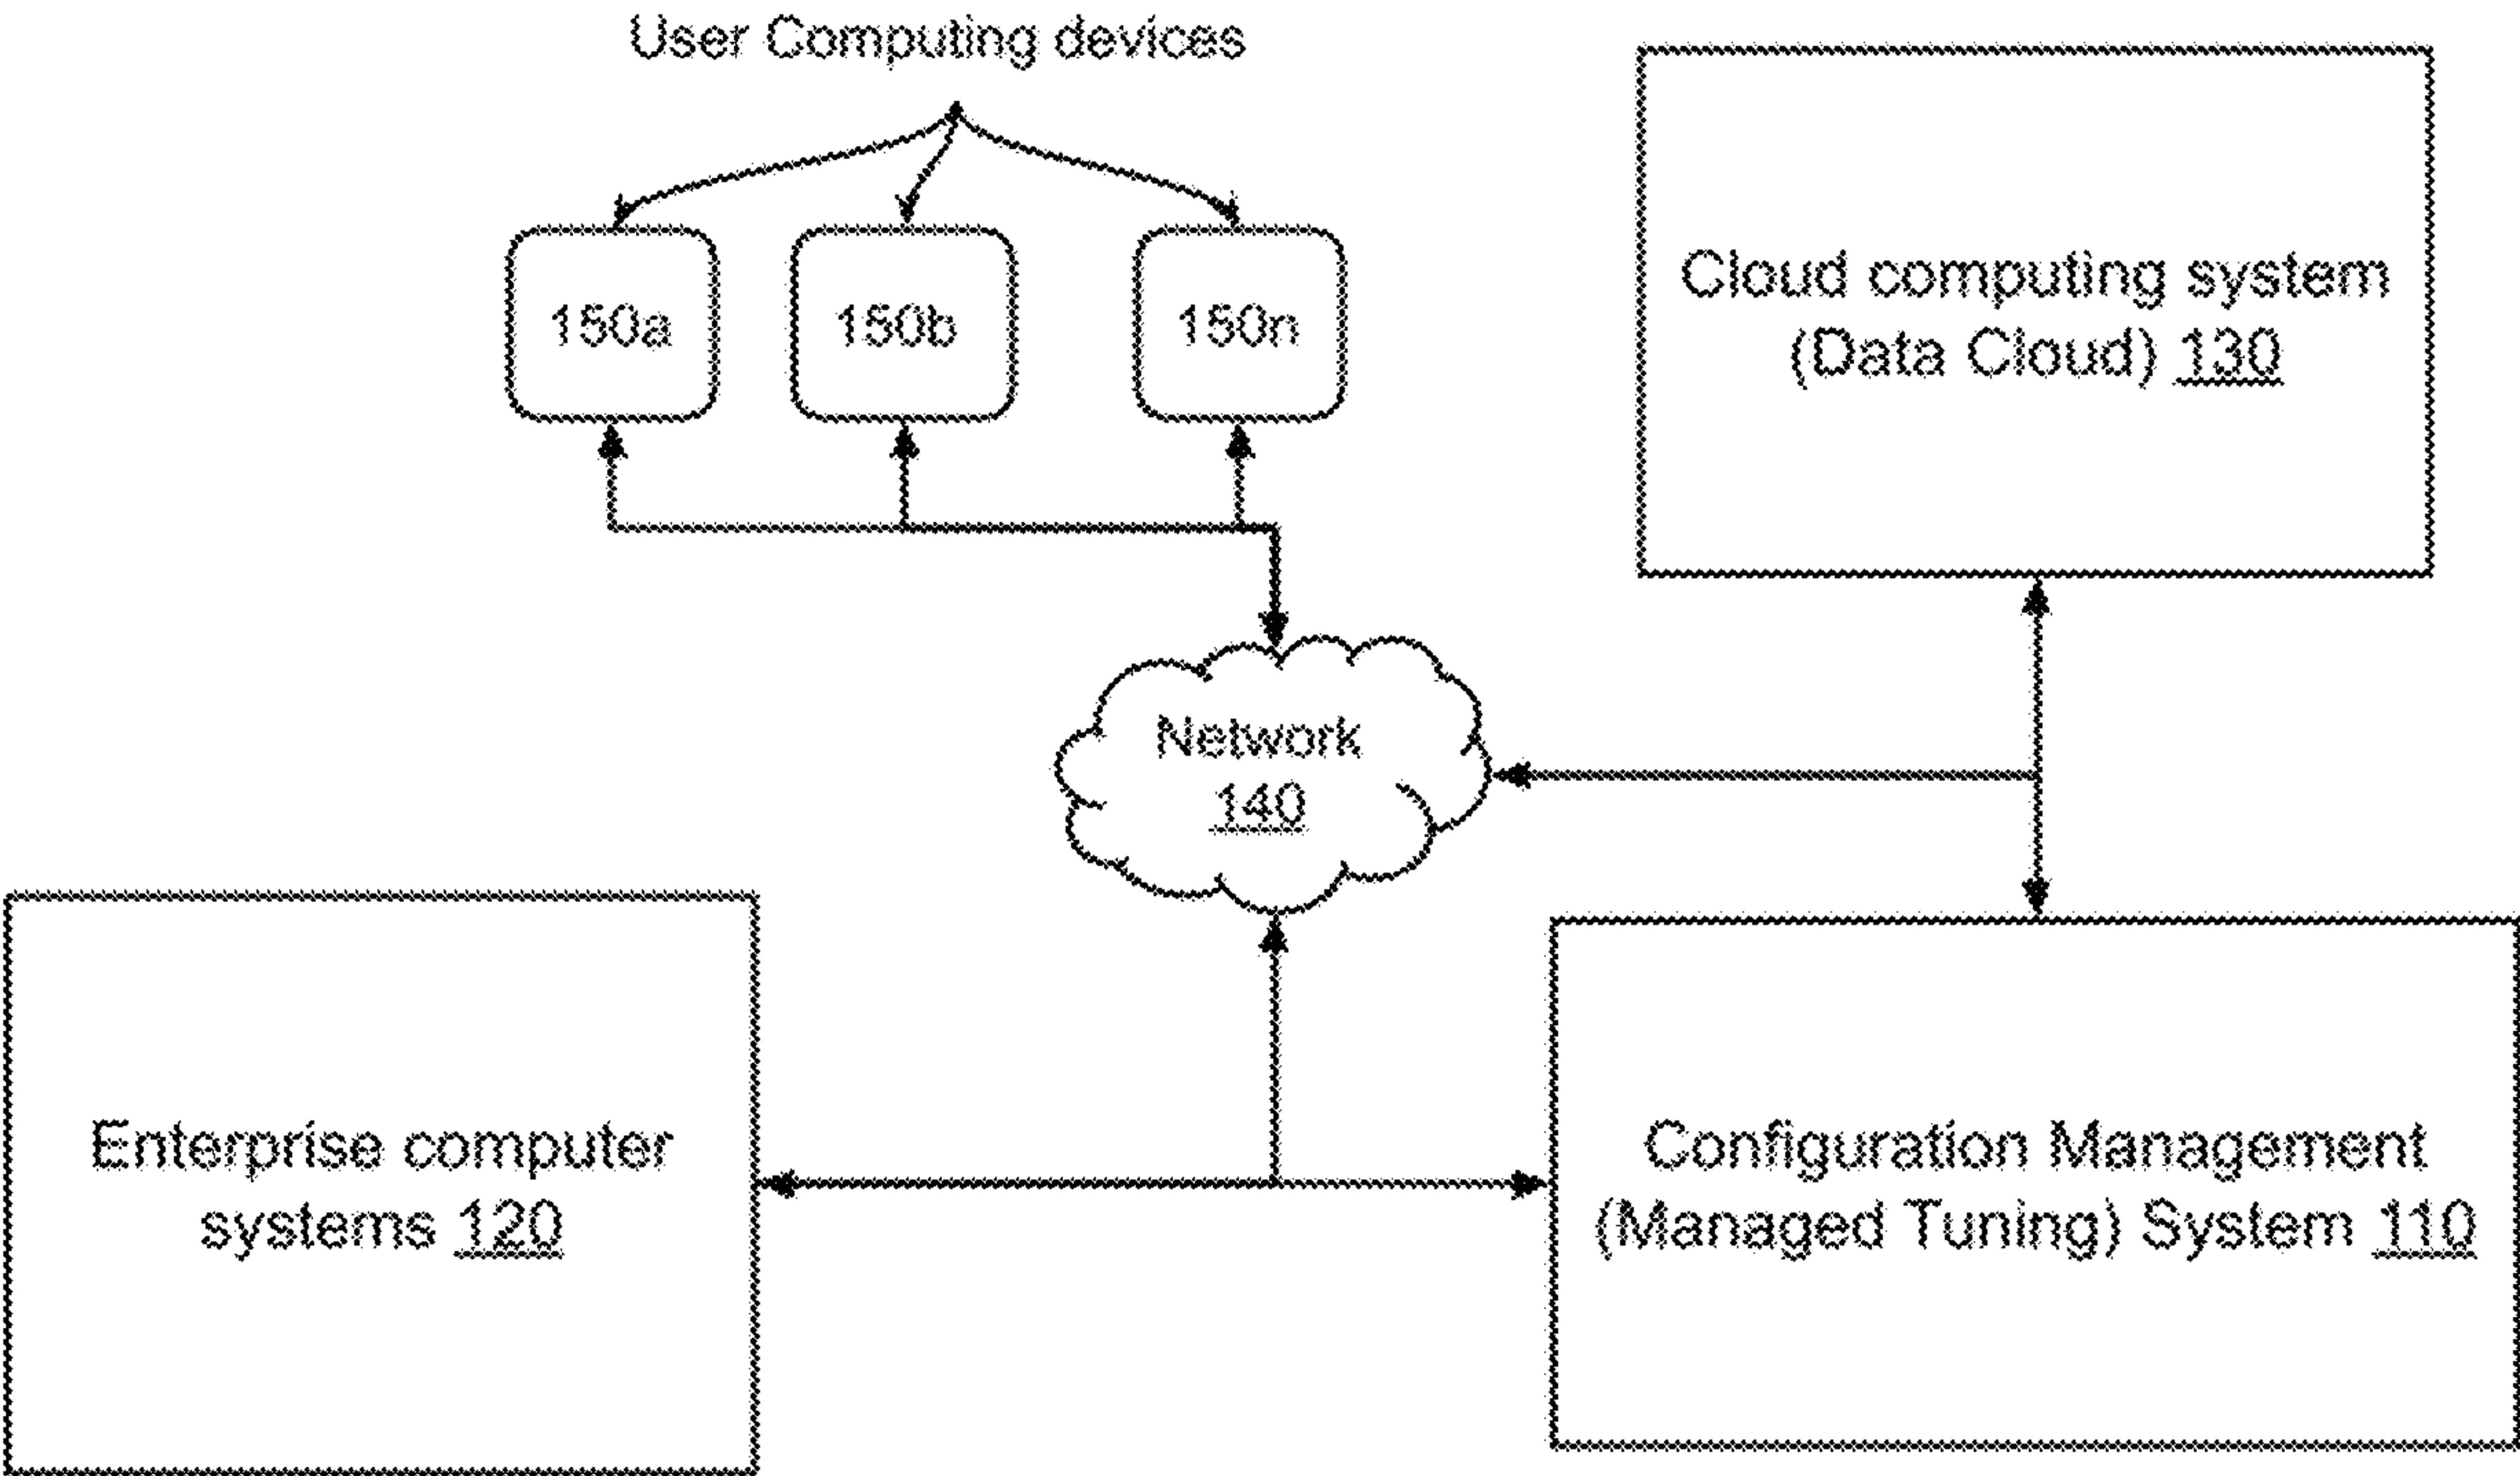 User Computing devices
150a
150b
150n
Cloud computing system
(Data Cloud) 130
Network
140
Enterprise computer
systems 120
Configuration Management
(Managed Tuning) System 110